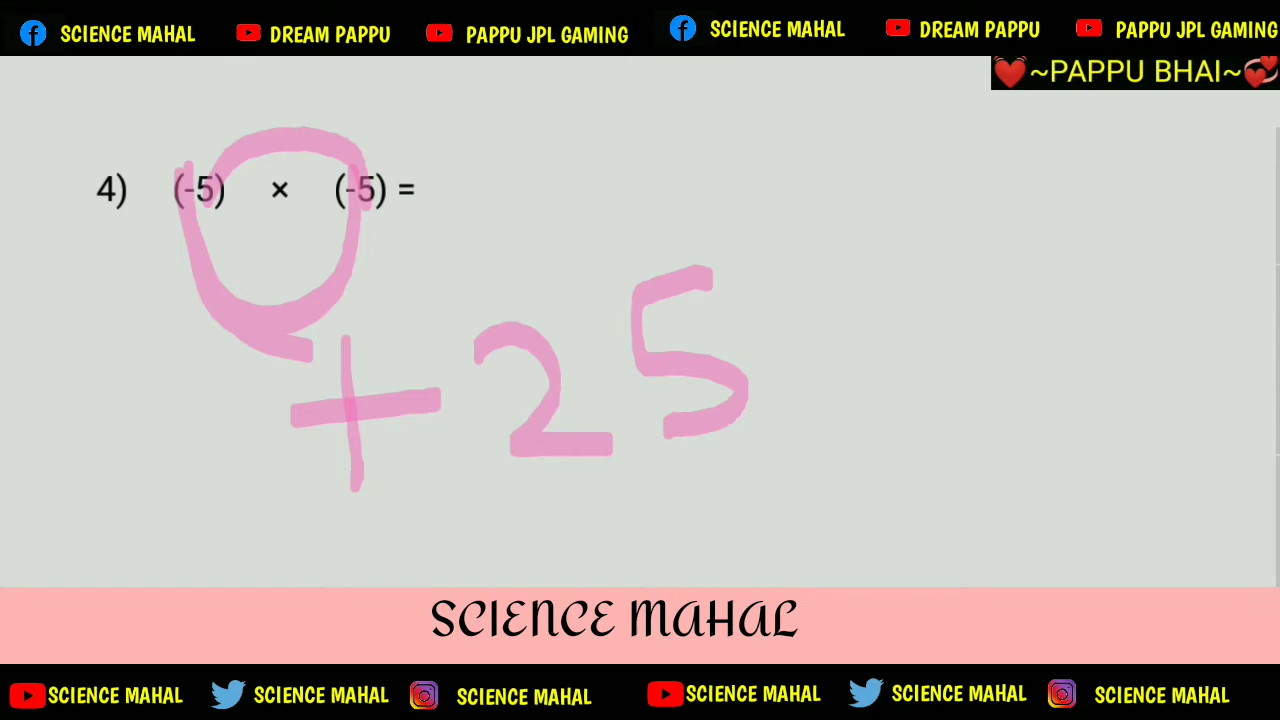 SCIENCE MAHAL DREAM PAPPU PAPPU JPL GAMING SCIENCE MAHAL DREAM PAPPU PAPPU JPL GAMING
❤️~PAPPU BHAI~💞
4) (-5) × (-5) =
+25
SCIENCE MAHAL
SCIENCE MAHAL SCIENCE MAHAL SCIENCE MAHAL SCIENCE MAHAL SCIENCE MAHAL SCIENCE MAHAL